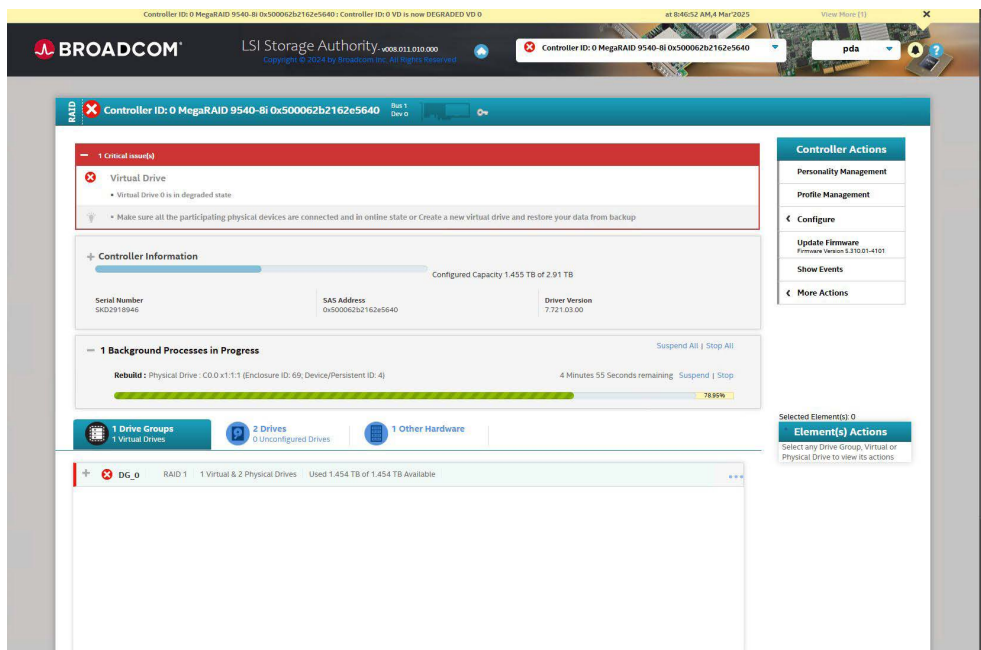 Controller ID: 0 MegaRAID 9540-8i 0x500062b2162e5640 : Controller ID: 0 VD is now DEGRADED VD 0 at 8:46:52 AM,4 Mar'2025 View More (1)
BROADCOM
LSI Storage Authority- v008.011.010.000
Copyright © 2024 by Broadcom Inc. All Rights Reserved
Controller ID: 0 MegaRAID 9540-8i 0x500062b2162e5640
pda
RAID
Controller ID: 0 MegaRAID 9540-8i 0x500062b2162e5640
Bus 1
Dev 0
1 Critical issue(s)
Virtual Drive
• Virtual Drive 0 is in degraded state
• Make sure all the participating physical devices are connected and in online state or Create a new virtual drive and restore your data from backup
Controller Information
Configured Capacity 1.455 TB of 2.91 TB
Serial Number
SKD2918946
SAS Address
0x500062b2162e5640
Driver Version
7.721.03.00
1 Background Processes in Progress
Suspend All | Stop All
Rebuild : Physical Drive : C0.0 x1:1:1 (Enclosure ID: 69; Device/Persistent ID: 4)
4 Minutes 55 Seconds remaining Suspend | Stop
78.95%
1 Drive Groups
1 Virtual Drives
2 Drives
0 Unconfigured Drives
1 Other Hardware
DG_0 RAID 1 1 Virtual & 2 Physical Drives Used 1.454 TB of 1.454 TB Available
Controller Actions
Personality Management
Profile Management
Configure
Update Firmware
Firmware Version 5.310.01-4101
Show Events
More Actions
Selected Element(s): 0
Element(s) Actions
Select any Drive Group, Virtual or
Physical Drive to view its actions